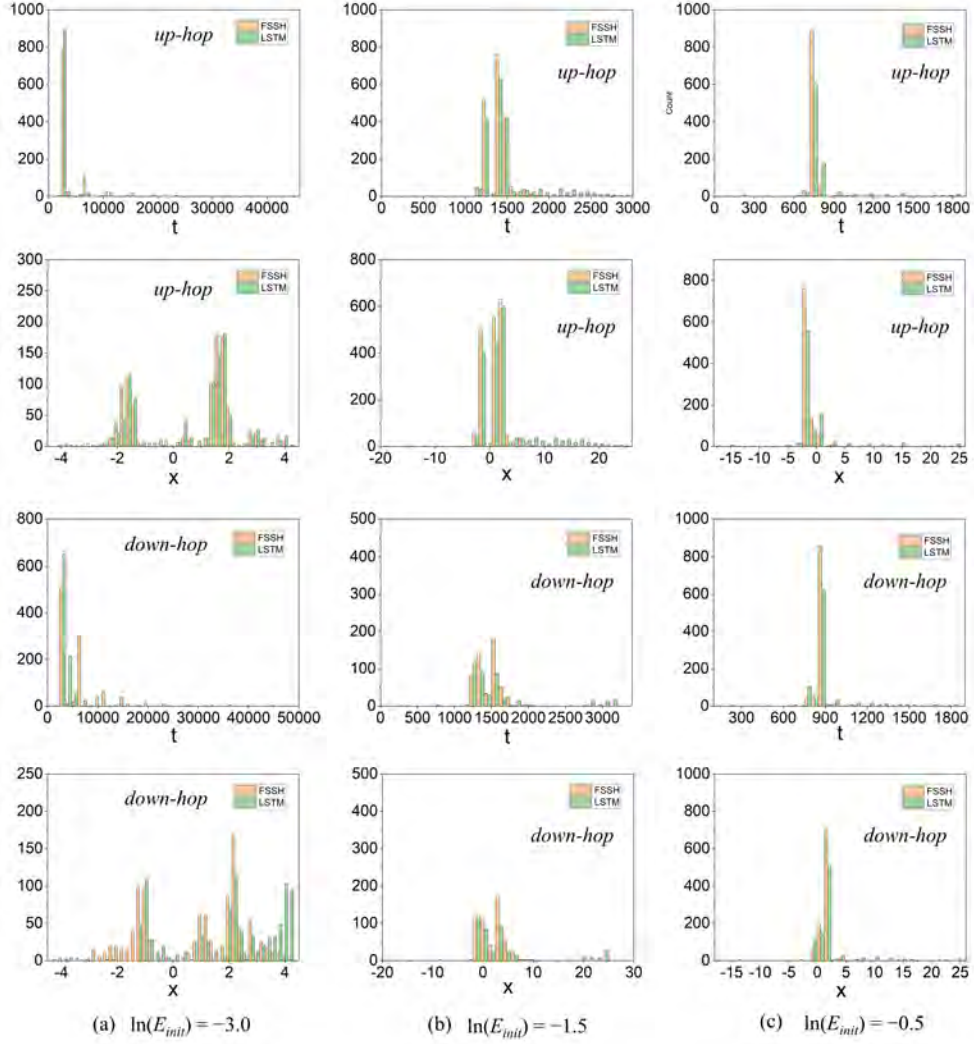 1000
800
600
400
200
0
up-hop
FSSH
LSTM
0 10000 20000 30000 40000
t
1000
800
600
400
200
0
up-hop
FSSH
LSTM
0 500 1000 1500 2000 2500 3000
t
1000
800
600
400
200
0
Count
up-hop
FSSH
LSTM
0 300 600 900 1200 1500 1800
t
300
250
200
150
100
50
0
up-hop
FSSH
LSTM
-4 -2 0 2 4
x
800
600
400
200
0
up-hop
FSSH
LSTM
-20 -10 0 10 20
x
800
600
400
200
0
up-hop
FSSH
LSTM
-15 -10 -5 0 5 10 15 20 25
x
800
600
400
200
0
down-hop
FSSH
LSTM
0 10000 20000 30000 40000 50000
t
500
400
300
200
100
0
down-hop
FSSH
LSTM
0 500 1000 1500 2000 2500 3000
t
1000
800
600
400
200
0
down-hop
FSSH
LSTM
300 600 900 1200 1500 1800
t
250
200
150
100
50
0
down-hop
FSSH
LSTM
-4 -2 0 2 4
x
500
400
300
200
100
0
down-hop
FSSH
LSTM
-20 -10 0 10 20 30
x
1000
800
600
400
200
0
down-hop
FSSH
LSTM
-15 -10 -5 0 5 10 15 20 25
x
(a) ln(E_init) = −3.0
(b) ln(E_init) = −1.5
(c) ln(E_init) = −0.5